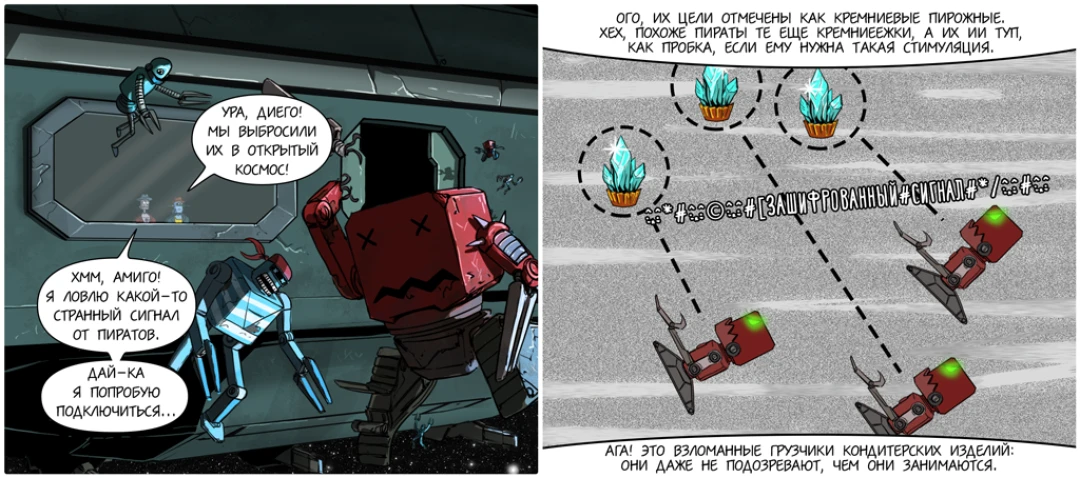 УРА, ДИЕГО!
МЫ ВЫБРОСИЛИ
ИХ В ОТКРЫТЫЙ
КОСМОС!
ХММ, АМИГО!
Я ЛОВЛЮ КАКОЙ-ТО
СТРАННЫЙ СИГНАЛ
ОТ ПИРАТОВ.
ДАЙ-КА
Я ПОПРОБУЮ
ПОДКЛЮЧИТЬСЯ...
ОГО, ИХ ЦЕЛИ ОТМЕЧЕНЫ КАК КРЕМНИЕВЫЕ ПИРОЖНЫЕ.
ХЕХ, ПОХОЖЕ ПИРАТЫ ТЕ ЕЩЕ КРЕМНИЕЕЖКИ, А ИХ ИИ ТУП,
КАК ПРОБКА, ЕСЛИ ЕМУ НУЖНА ТАКАЯ СТИМУЛЯЦИЯ.
*#©#[ЗАШИФРОВАННЫЙ#СИГНАЛ#*/#
АГА! ЭТО ВЗЛОМАННЫЕ ГРУЗЧИКИ КОНДИТЕРСКИХ ИЗДЕЛИЙ:
ОНИ ДАЖЕ НЕ ПОДОЗРЕВАЮТ, ЧЕМ ОНИ ЗАНИМАЮТСЯ.